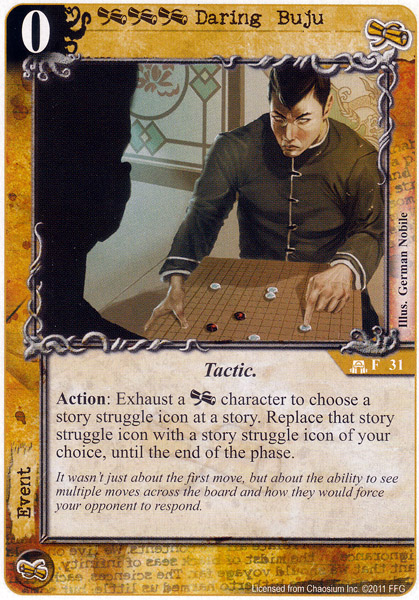 0 Daring Buju
Illus. German Nobile
F 31
Tactic.
Action: Exhaust a character to choose a
story struggle icon at a story. Replace that story
struggle icon with a story struggle icon of your
choice, until the end of the phase.
It wasn't just about the first move, but about the ability to see
multiple moves across the board and how they would force
your opponent to respond.
Event
Licensed from Chaosium Inc. ©2011 FFG